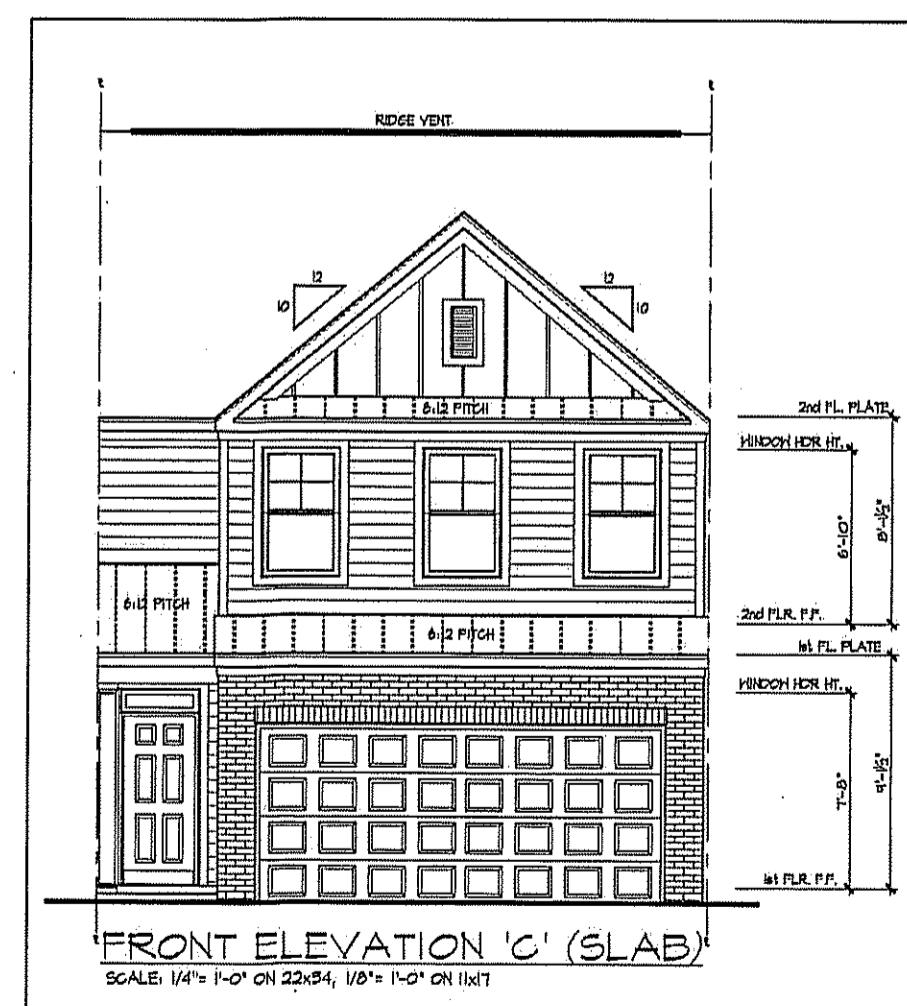 RIDGE VENT
12
10
12
10
8:12 PITCH
2nd FL. PLATE
WINDOW HDR HT.
6'-10"
8'-1½"
6:12 PITCH
2nd FLR. F.F.
6:12 PITCH
1st FL. PLATE
WINDOW HDR HT.
7'-8"
9'-1½"
1st FLR. F.F.
FRONT ELEVATION 'C' (SLAB)
SCALE: 1/4"= 1'-0" ON 22x34, 1/8"= 1'-0" ON 11x17